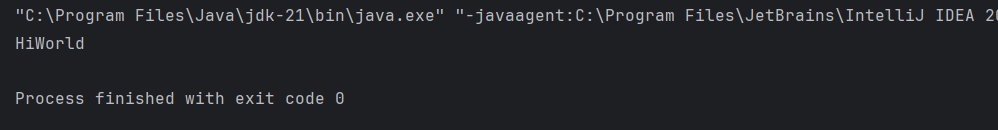 "C:\Program Files\Java\jdk-21\bin\java.exe" "-javaagent:C:\Program Files\JetBrains\IntelliJ IDEA
HiWorld
Process finished with exit code 0